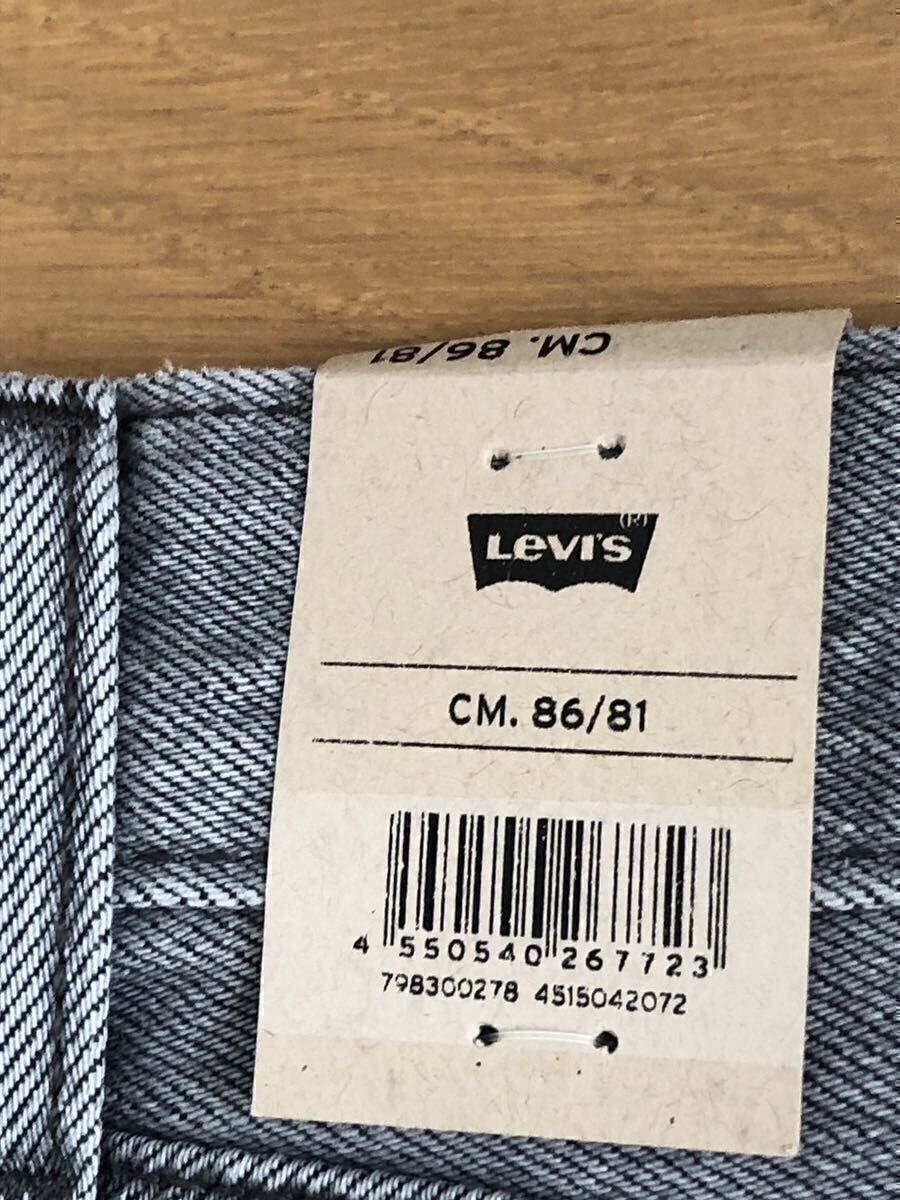 CM. 86/81
(R)
LEVI'S
CM. 86/81
4 550540 267723
798300278 4515042072